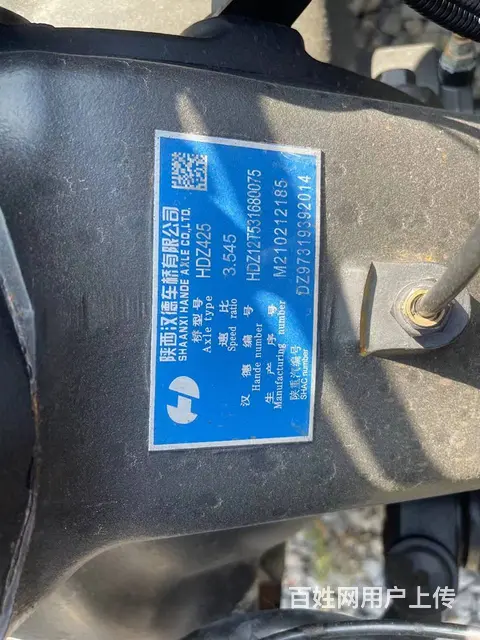 陕西汉德车桥有限公司
SHAANXI HANDE AXLE CO.,LTD.
桥型号 HDZ425
Axle type
速比 3.545
Speed ratio
汉德编号 HDZ12T531680075
Hande number
生产序号 M210212185
Manufacturing number
陕重汽编号 DZ97319392014
SHAC number
百姓网用户上传